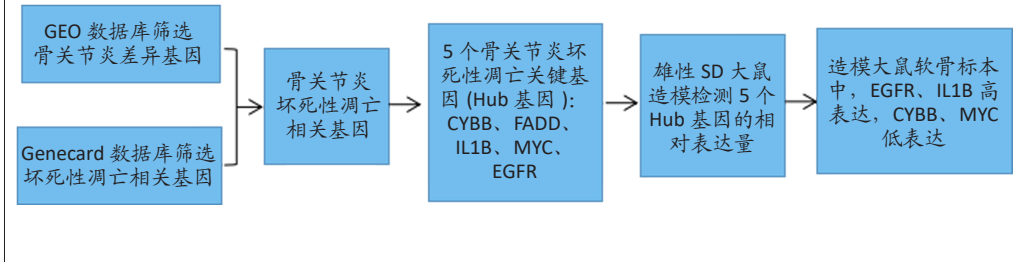 GEO 数据库筛选
骨关节炎差异基因
Genecard 数据库筛选
坏死性凋亡相关基因
骨关节炎
坏死性凋亡
相关基因
5 个骨关节炎坏
死性凋亡关键基
因 (Hub 基因 ):
CYBB、FADD、
IL1B、MYC、
EGFR
雄性 SD 大鼠
造模检测 5 个
Hub 基因的相
对表达量
造模大鼠软骨标本
中，EGFR、IL1B 高
表达，CYBB、MYC
低表达